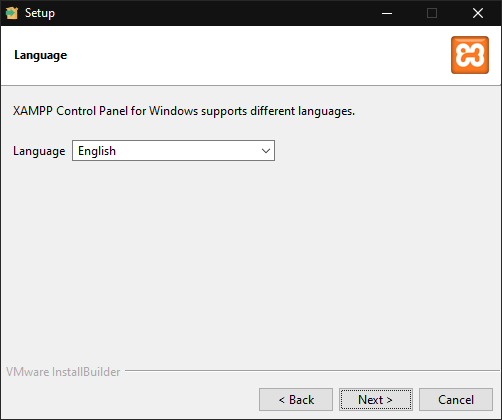 Setup
Language
XAMPP Control Panel for Windows supports different languages.
Language English
VMware InstallBuilder
< Back Next > Cancel